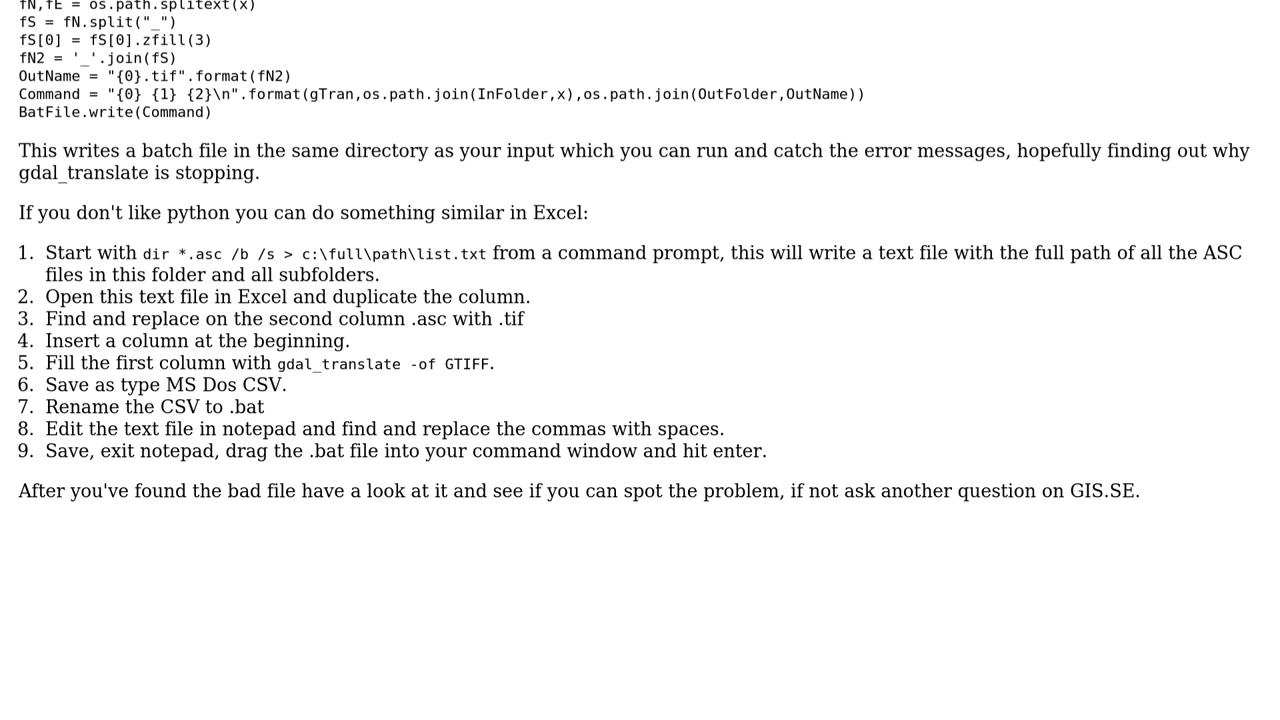 fN,fE = os.path.splitext(x)
fS = fN.split("_")
fS[0] = fS[0].zfill(3)
fN2 = '_'.join(fS)
OutName = "{0}.tif".format(fN2)
Command = "{0} {1} {2}\n".format(gTran,os.path.join(InFolder,x),os.path.join(OutFolder,OutName))
BatFile.write(Command)
This writes a batch file in the same directory as your input which you can run and catch the error messages, hopefully finding out why
gdal_translate is stopping.
If you don't like python you can do something similar in Excel:
1. Start with dir *.asc /b /s > c:\full\path\list.txt from a command prompt, this will write a text file with the full path of all the ASC
files in this folder and all subfolders.
2. Open this text file in Excel and duplicate the column.
3. Find and replace on the second column .asc with .tif
4. Insert a column at the beginning.
5. Fill the first column with gdal_translate -of GTIFF.
6. Save as type MS Dos CSV.
7. Rename the CSV to .bat
8. Edit the text file in notepad and find and replace the commas with spaces.
9. Save, exit notepad, drag the .bat file into your command window and hit enter.
After you've found the bad file have a look at it and see if you can spot the problem, if not ask another question on GIS.SE.